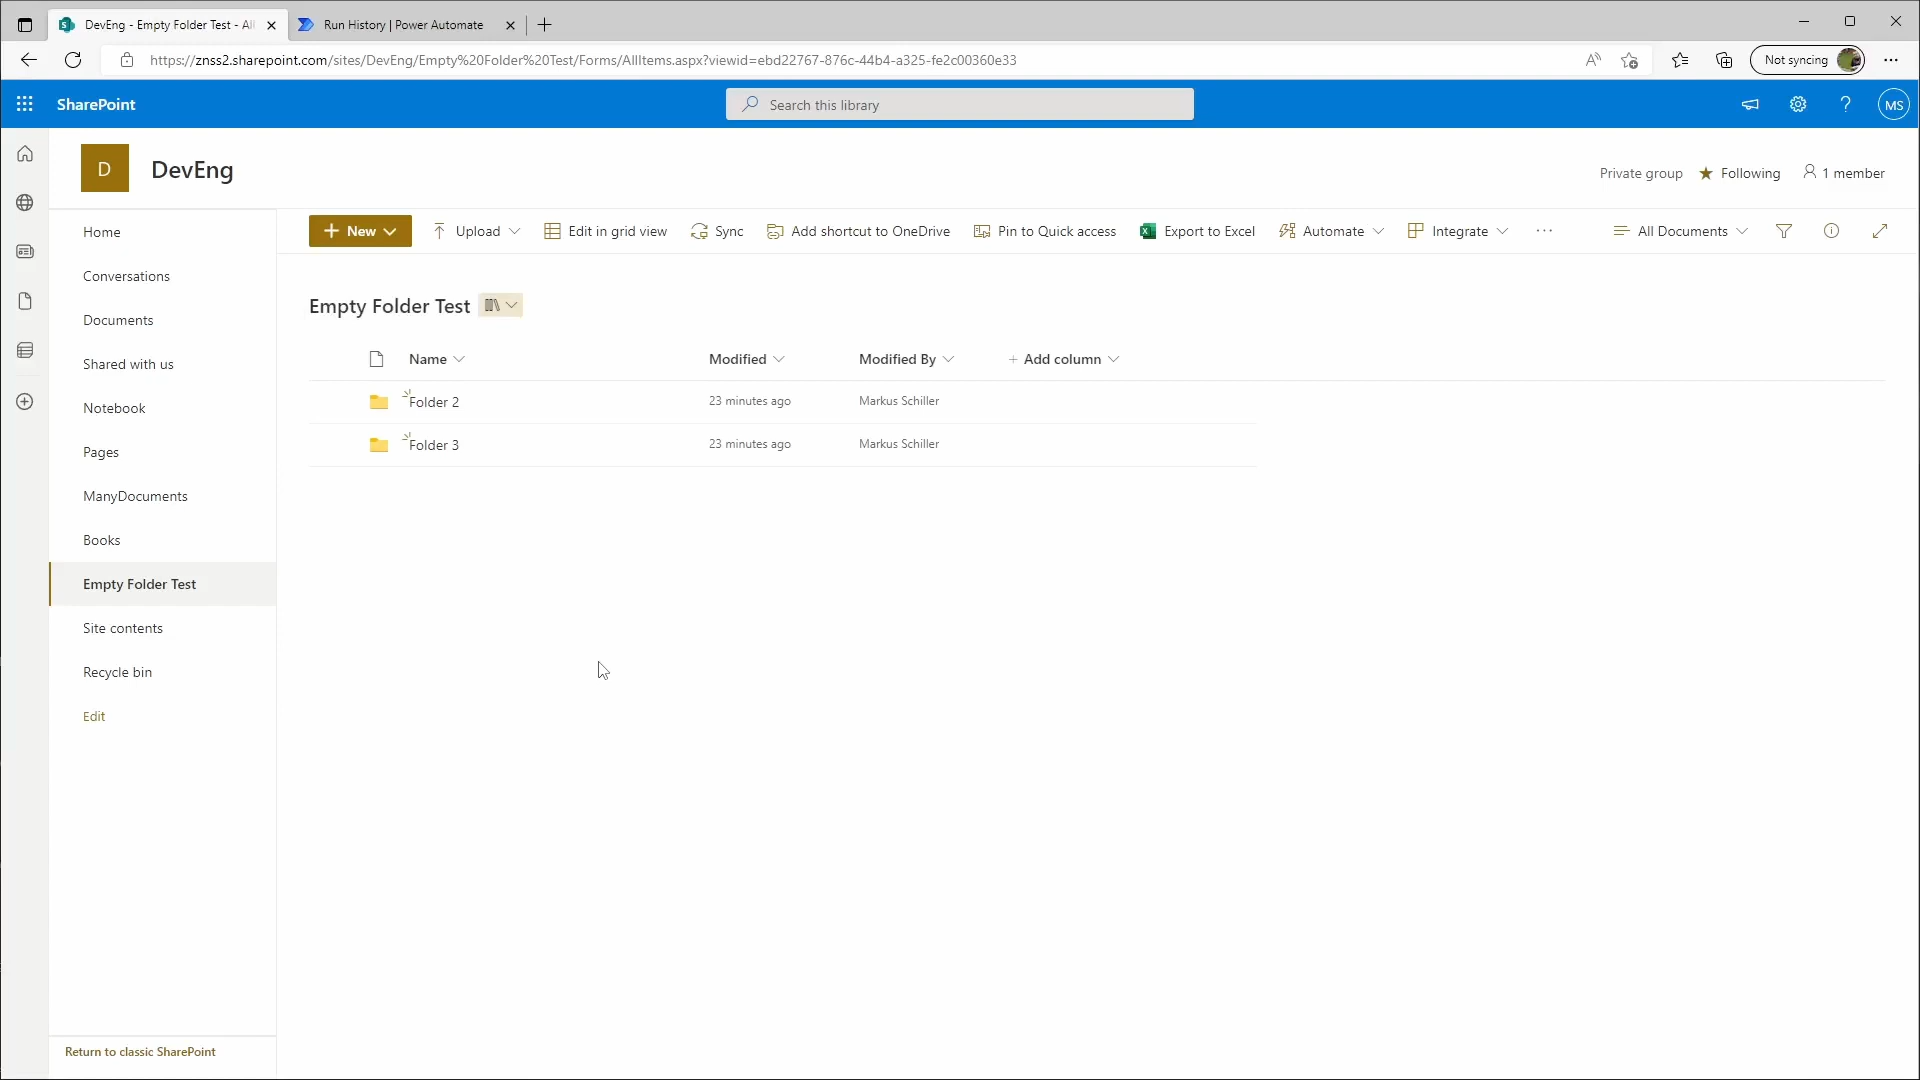 DevEng - Empty Folder Test - Al
Run History | Power Automate
https://znss2.sharepoint.com/sites/DevEng/Empty%20Folder%20Test/Forms/AllItems.aspx?viewid=ebd22767-876c-44b4-a325-fe2c00360e33
Not syncing
SharePoint
Search this library
MS
D
DevEng
Private group
Following
1 member
New
Upload
Edit in grid view
Sync
Add shortcut to OneDrive
Pin to Quick access
Export to Excel
Automate
Integrate
All Documents
Home
Conversations
Documents
Shared with us
Notebook
Pages
ManyDocuments
Books
Empty Folder Test
Site contents
Recycle bin
Edit
Return to classic SharePoint
Empty Folder Test
Name
Modified
Modified By
+ Add column
Folder 2
23 minutes ago
Markus Schiller
Folder 3
23 minutes ago
Markus Schiller